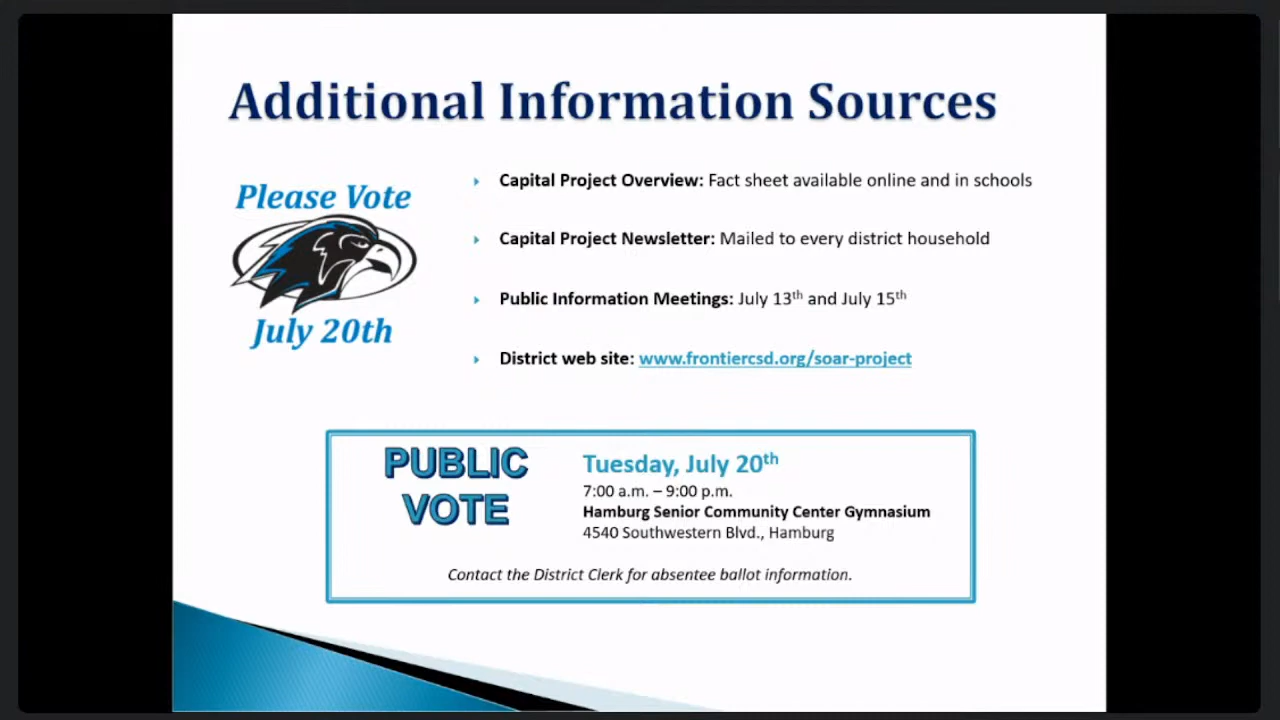 Additional Information Sources
Please Vote
July 20th
Capital Project Overview: Fact sheet available online and in schools
Capital Project Newsletter: Mailed to every district household
Public Information Meetings: July 13th and July 15th
District web site: www.frontiercsd.org/soar-project
PUBLIC
VOTE
Tuesday, July 20th
7:00 a.m. – 9:00 p.m.
Hamburg Senior Community Center Gymnasium
4540 Southwestern Blvd., Hamburg
Contact the District Clerk for absentee ballot information.